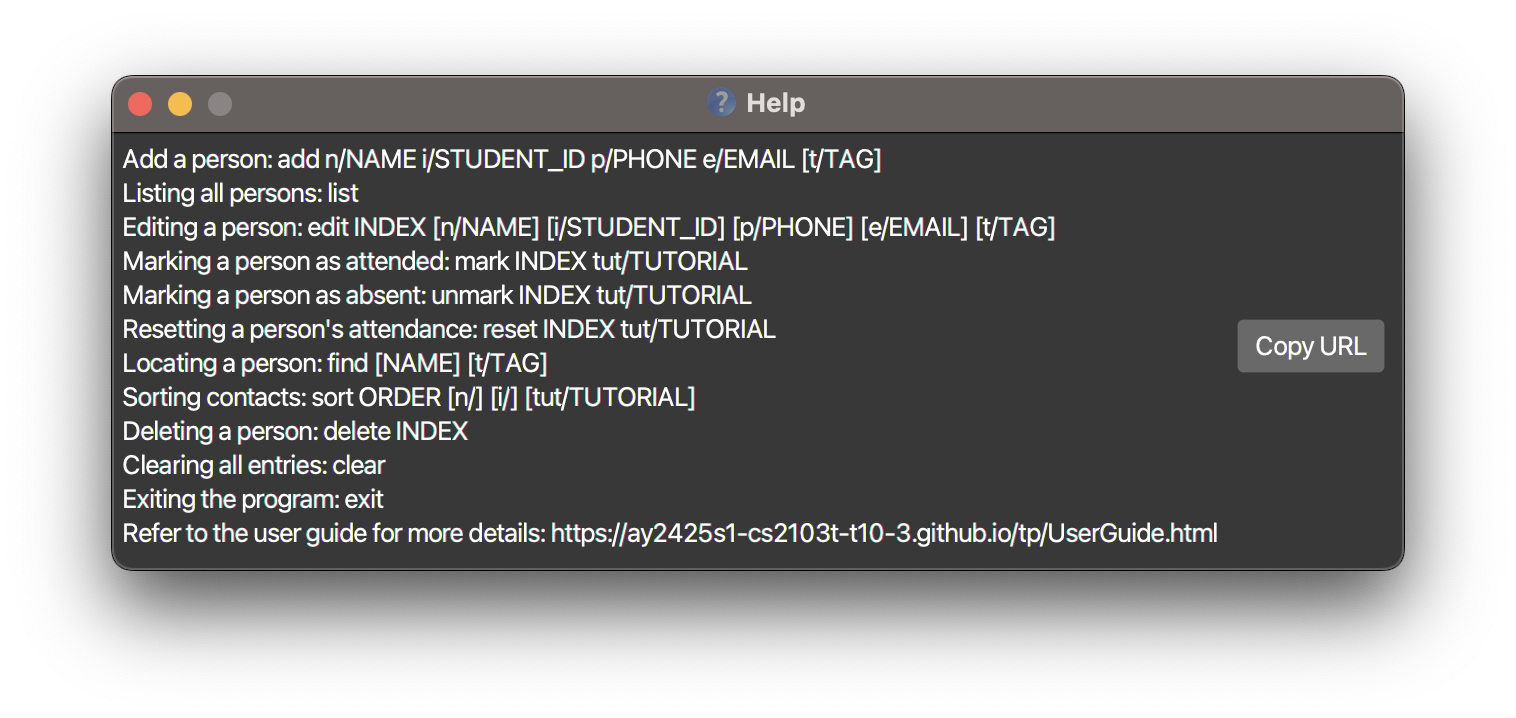 Help
Add a person: add n/NAME i/STUDENT_ID p/PHONE e/EMAIL [t/TAG]
Listing all persons: list
Editing a person: edit INDEX [n/NAME] [i/STUDENT_ID] [p/PHONE] [e/EMAIL] [t/TAG]
Marking a person as attended: mark INDEX tut/TUTORIAL
Marking a person as absent: unmark INDEX tut/TUTORIAL
Resetting a person's attendance: reset INDEX tut/TUTORIAL
Locating a person: find [NAME] [t/TAG]
Sorting contacts: sort ORDER [n/] [i/] [tut/TUTORIAL]
Deleting a person: delete INDEX
Clearing all entries: clear
Exiting the program: exit
Refer to the user guide for more details: https://ay2425s1-cs2103t-t10-3.github.io/tp/UserGuide.html
Copy URL